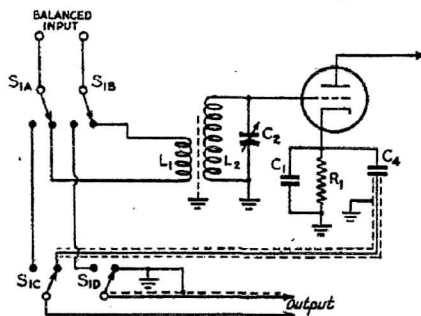 BALANCED
INPUT
S1A
S1B
L1
L2
C2
C1
R1
C4
S1C
S1D
Output